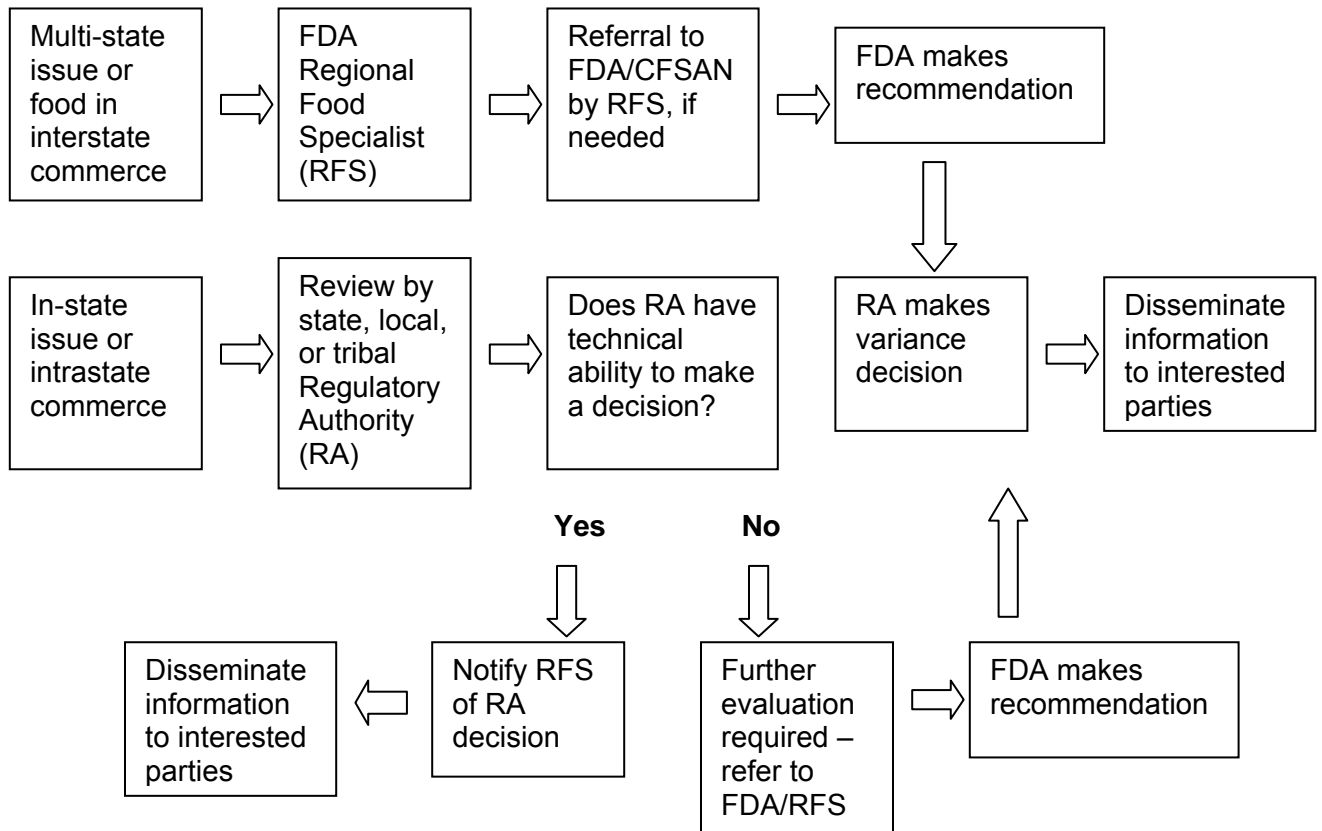 Multi-state
issue or
food in
interstate
commerce
FDA
Regional
Food
Specialist
(RFS)
Referral to
FDA/CFSAN
by RFS, if
needed
FDA makes
recommendation
In-state
issue or
intrastate
commerce
Review by
state, local,
or tribal
Regulatory
Authority
(RA)
Does RA have
technical
ability to make
a decision?
RA makes
variance
decision
Disseminate
information
to interested
parties
Yes
No
Disseminate
information
to interested
parties
Notify RFS
of RA
decision
Further
evaluation
required –
refer to
FDA/RFS
FDA makes
recommendation